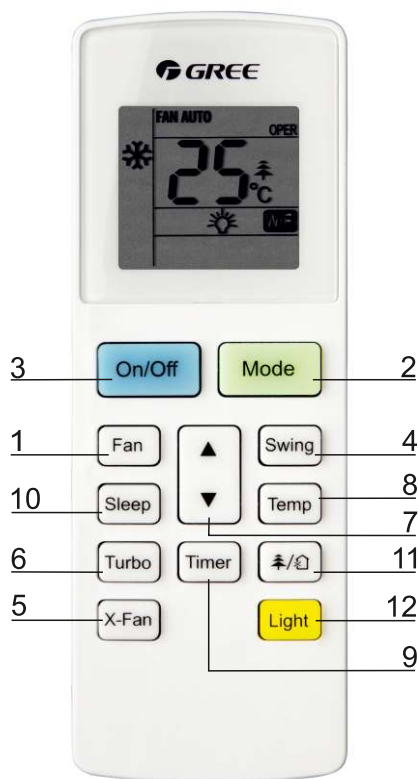 GREE
FAN AUTO
OPER
25°C
WiFi
3 On/Off Mode 2
1 Fan ▲ Swing 4
10 Sleep ▼ Temp 8
7
6 Turbo Timer 11
5 X-Fan Light 12
9